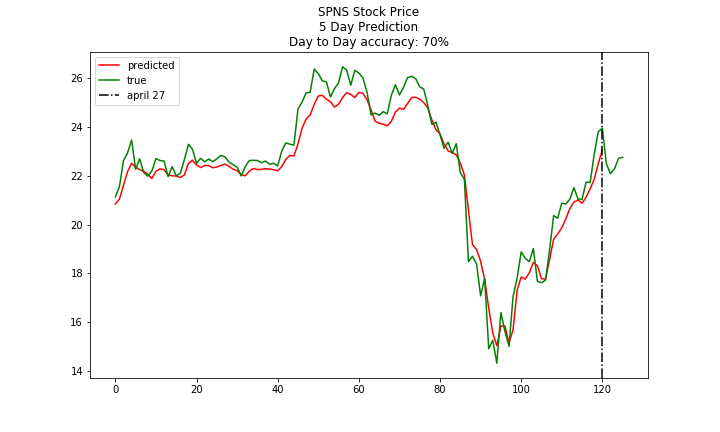 SPNS Stock Price
5 Day Prediction
Day to Day accuracy: 70%
predicted
true
april 27
26
24
22
20
18
16
14
0
20
40
60
80
100
120